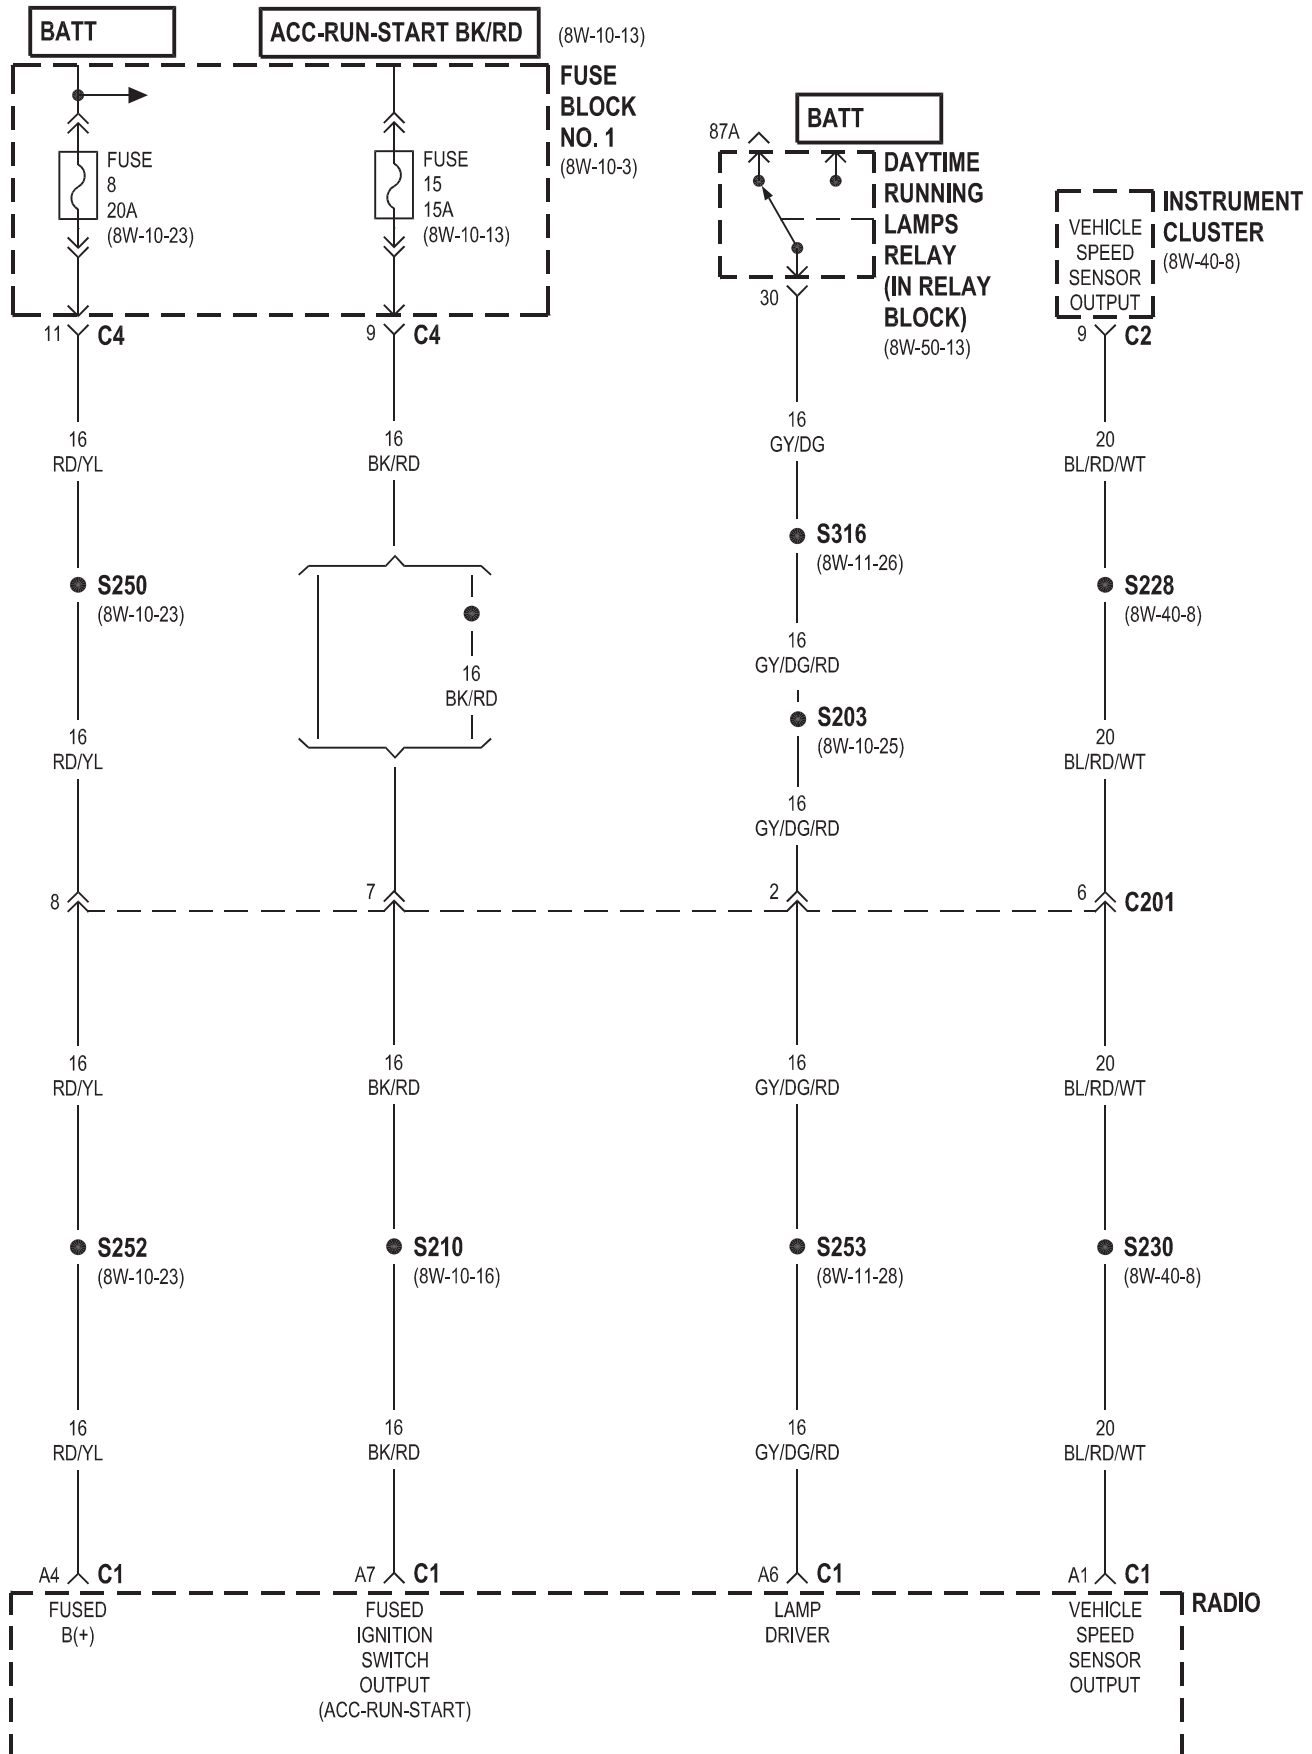 BATT
ACC-RUN-START BK/RD
(8W-10-13)
FUSE
BLOCK
NO. 1
(8W-10-3)
FUSE
8
20A
(8W-10-23)
FUSE
15
15A
(8W-10-13)
87A
BATT
DAYTIME
RUNNING
LAMPS
RELAY
(IN RELAY
BLOCK)
(8W-50-13)
30
VEHICLE
SPEED
SENSOR
OUTPUT
INSTRUMENT
CLUSTER
(8W-40-8)
11 C4
9 C4
9 C2
16
RD/YL
16
BK/RD
16
GY/DG
20
BL/RD/WT
S250
(8W-10-23)
S316
(8W-11-26)
S228
(8W-40-8)
16
BK/RD
16
GY/DG/RD
S203
(8W-10-25)
16
RD/YL
20
BL/RD/WT
16
GY/DG/RD
8
7
2
6 C201
16
RD/YL
16
BK/RD
16
GY/DG/RD
20
BL/RD/WT
S252
(8W-10-23)
S210
(8W-10-16)
S253
(8W-11-28)
S230
(8W-40-8)
16
RD/YL
16
BK/RD
16
GY/DG/RD
20
BL/RD/WT
A4 C1
A7 C1
A6 C1
A1 C1
RADIO
FUSED
B(+)
FUSED
IGNITION
SWITCH
OUTPUT
(ACC-RUN-START)
LAMP
DRIVER
VEHICLE
SPEED
SENSOR
OUTPUT